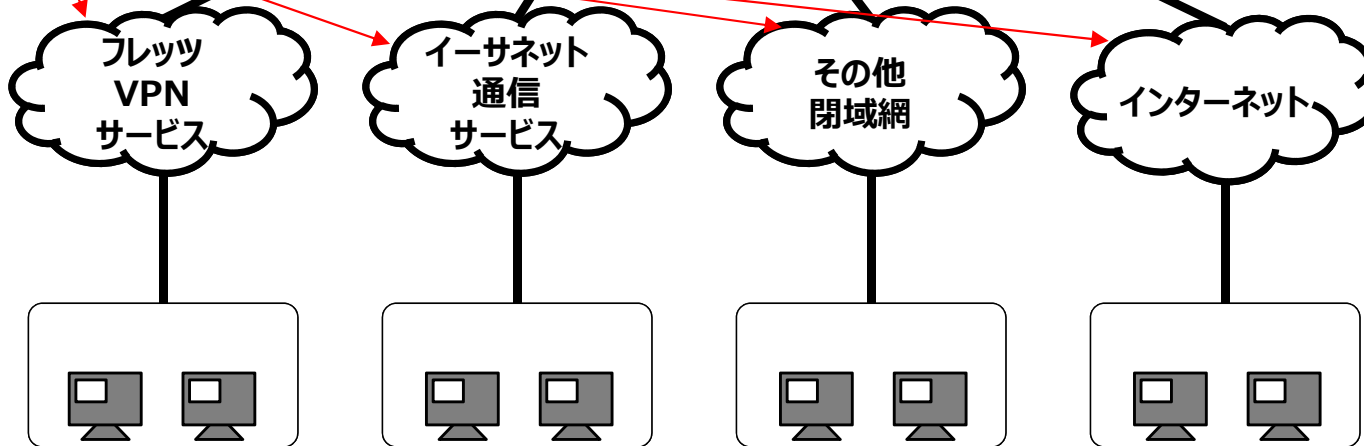 フレッツ
VPN
サービス
イーサネット
通信
サービス
その他
閉域網
インターネット